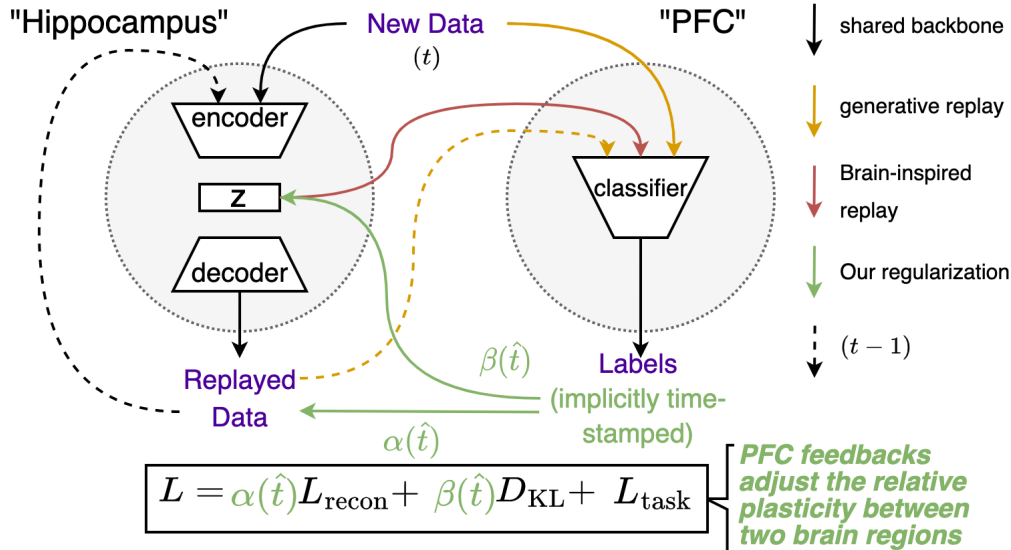 "Hippocampus"
New Data
(t)
"PFC"
encoder
z
decoder
classifier
Replayed
Data
Labels
(implicitly time-
stamped)
β(t̂)
α(t̂)
L = α(t̂)L_recon + β(t̂)D_KL + L_task
PFC feedbacks
adjust the relative
plasticity between
two brain regions
shared backbone
generative replay
Brain-inspired
replay
Our regularization
(t − 1)